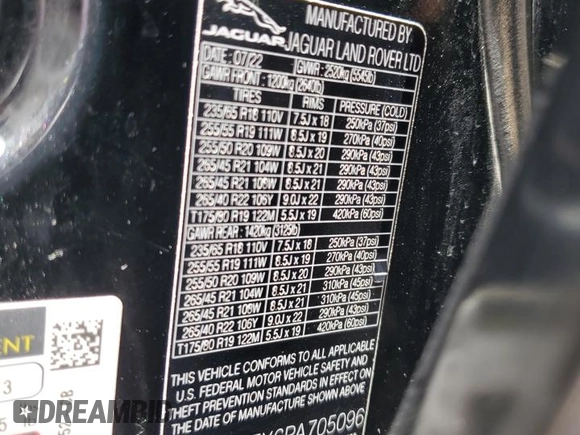 JAGUAR
MANUFACTURED BY
JAGUAR LAND ROVER LTD
DATE: 07/22 GVWR: 2520kg (5545lb)
GAWR FRONT: 1200kg (2640lb)
TIRES RIMS PRESSURE (COLD)
235/65 R18 110V 7.5J x 18 250kPa (37psi)
255/55 R19 111W 8.5J x 19 270kPa (40psi)
255/50 R20 109W 8.5J x 20 290kPa (43psi)
265/45 R21 104W 8.5J x 21 290kPa (43psi)
265/45 R21 108W 8.5J x 21 290kPa (43psi)
265/40 R22 106Y 9.0J x 22 290kPa (43psi)
T175/80 R19 122M 5.5J x 19 420kPa (60psi)
GAWR REAR: 1420kg (3125lb)
235/65 R18 110V 7.5J x 18 250kPa (37psi)
255/55 R19 111W 8.5J x 19 270kPa (40psi)
255/50 R20 109W 8.5J x 20 290kPa (43psi)
265/45 R21 104W 8.5J x 21 310kPa (45psi)
265/45 R21 108W 8.5J x 21 310kPa (45psi)
265/40 R22 106Y 9.0J x 22 290kPa (43psi)
T175/80 R19 122M 5.5J x 19 420kPa (60psi)
THIS VEHICLE CONFORMS TO ALL APPLICABLE
U.S. FEDERAL MOTOR VEHICLE SAFETY AND
THEFT PREVENTION STANDARDS IN EFFECT ON
THE DATE OF MANUFACTURE SHOWN ABOVE
PA705096
ENT
3
5
DREAMBID